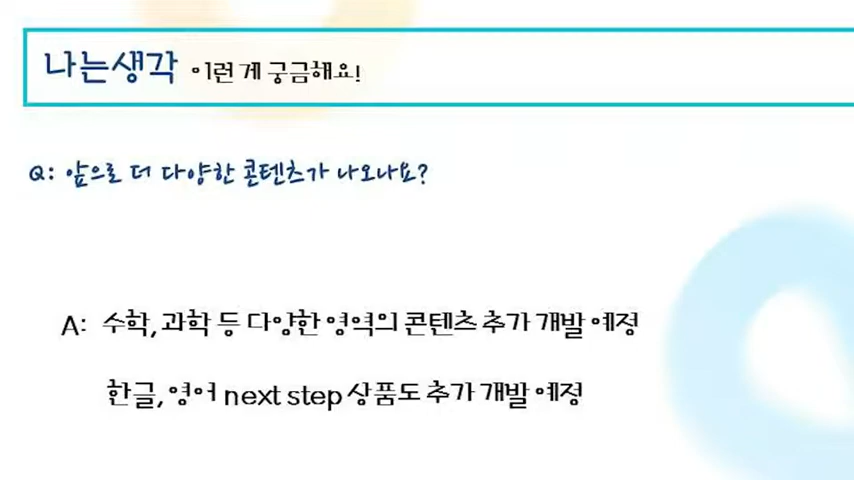 나는생각 이런 게 궁금해요!
Q: 앞으로 더 다양한 콘텐츠가 나오나요?
A: 수학, 과학 등 다양한 영역의 콘텐츠 추가 개발 예정
한글, 영어 next step 상품도 추가 개발 예정